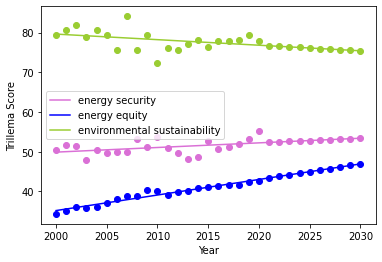 80
70
60
50
40
Trillema Score
energy security
energy equity
environmental sustainability
2000 2005 2010 2015 2020 2025 2030
Year